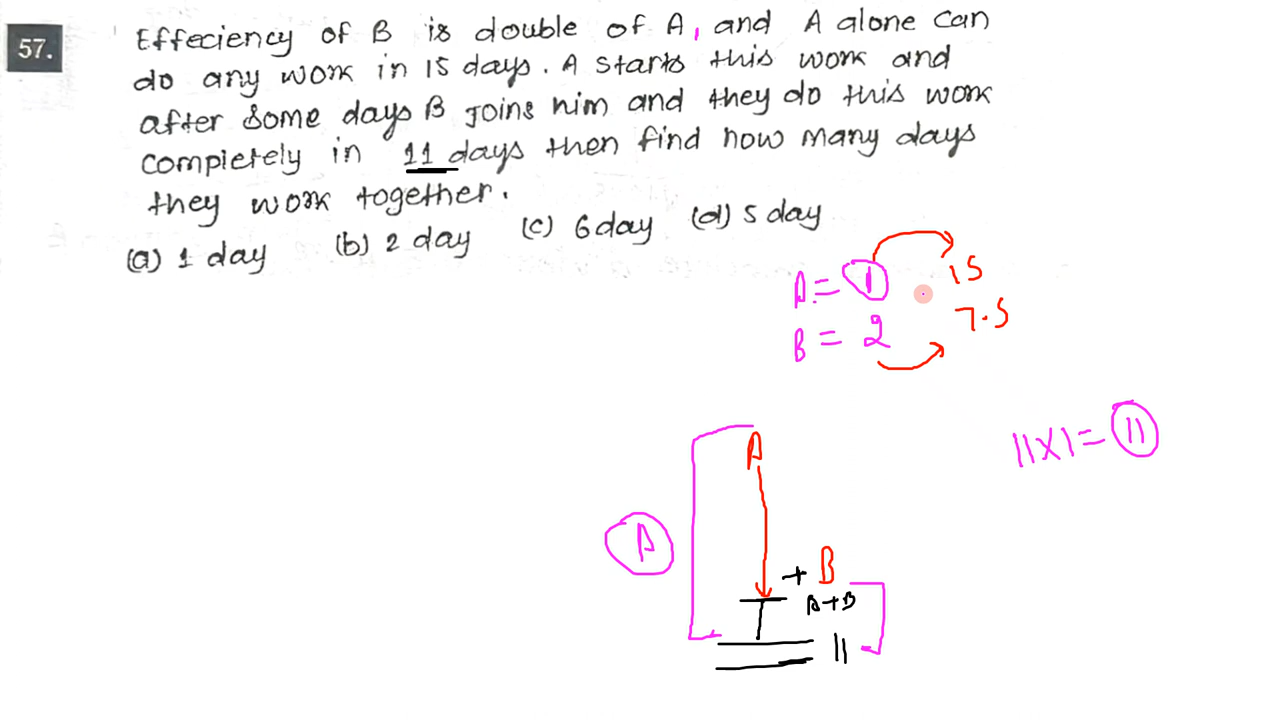 57.
Effeciency of B is double of A, and A alone can
do any work in 15 days. A starts this work and
after some days B joins him and they do this work
completely in 11 days then find how many days
they work together.
(a) 1 day (b) 2 day (c) 6 day (d) 5 day
A = 1 15
B = 2 7.5
11x1 = 11
A
A
+ B
A+B
11